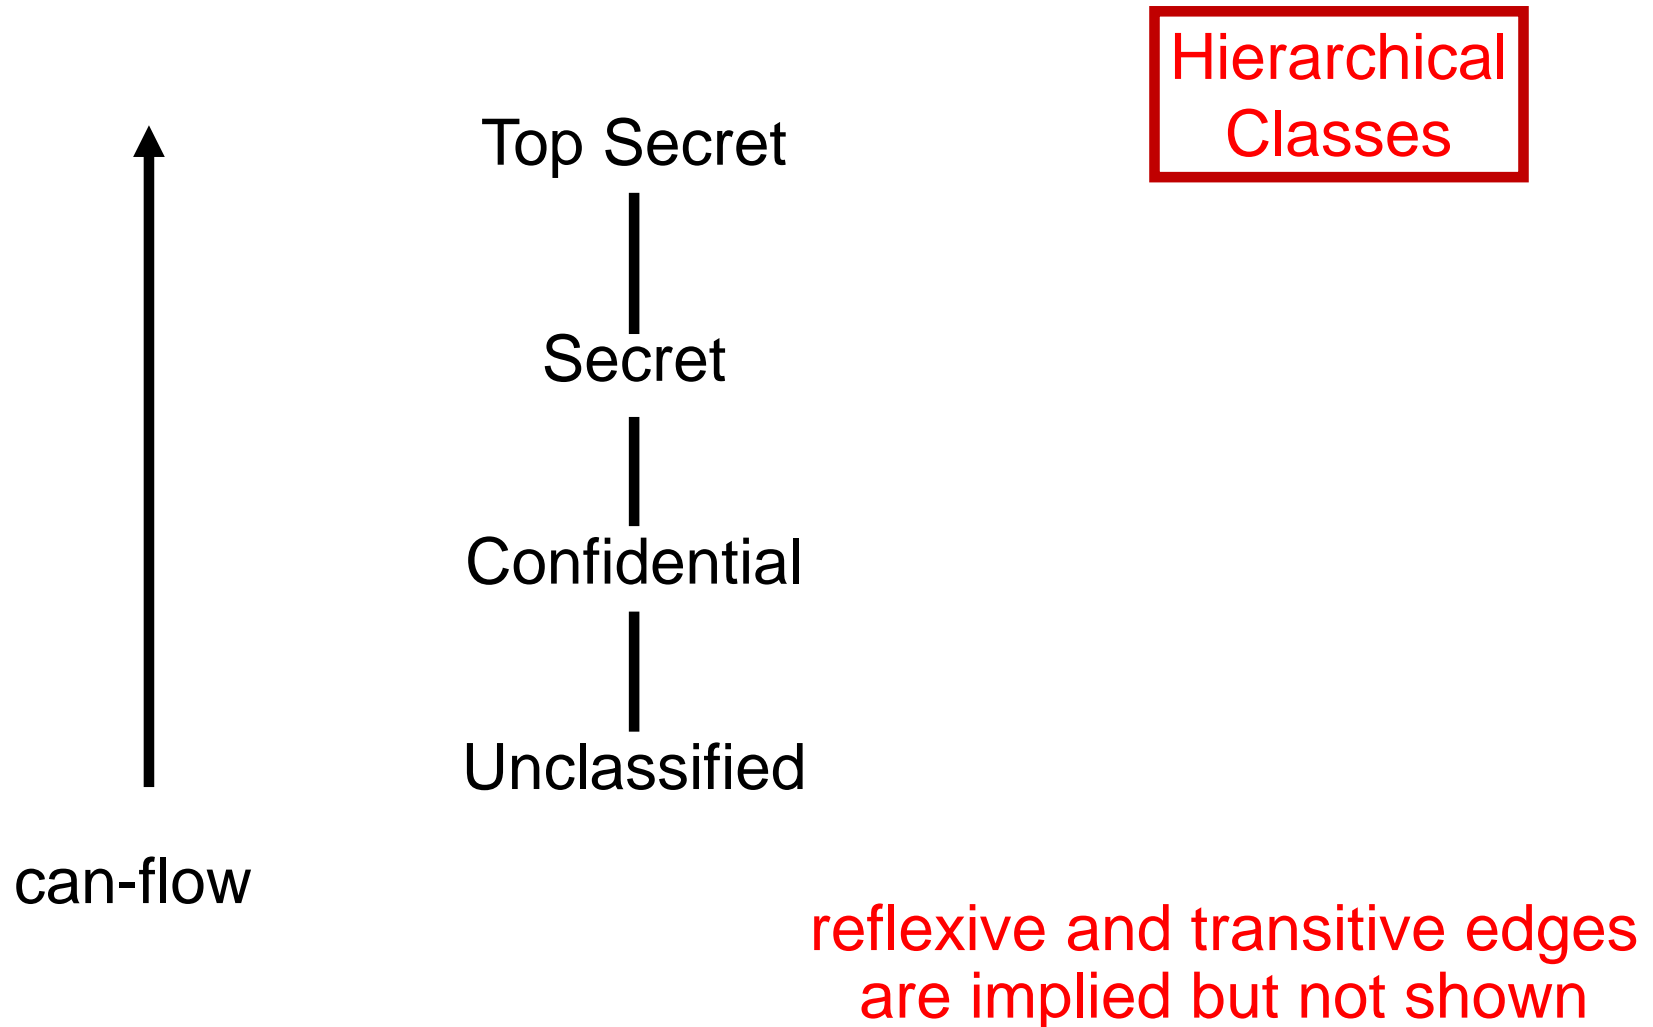 Hierarchical
Classes
Top Secret
Secret
Confidential
Unclassified
can-flow
reflexive and transitive edges
are implied but not shown